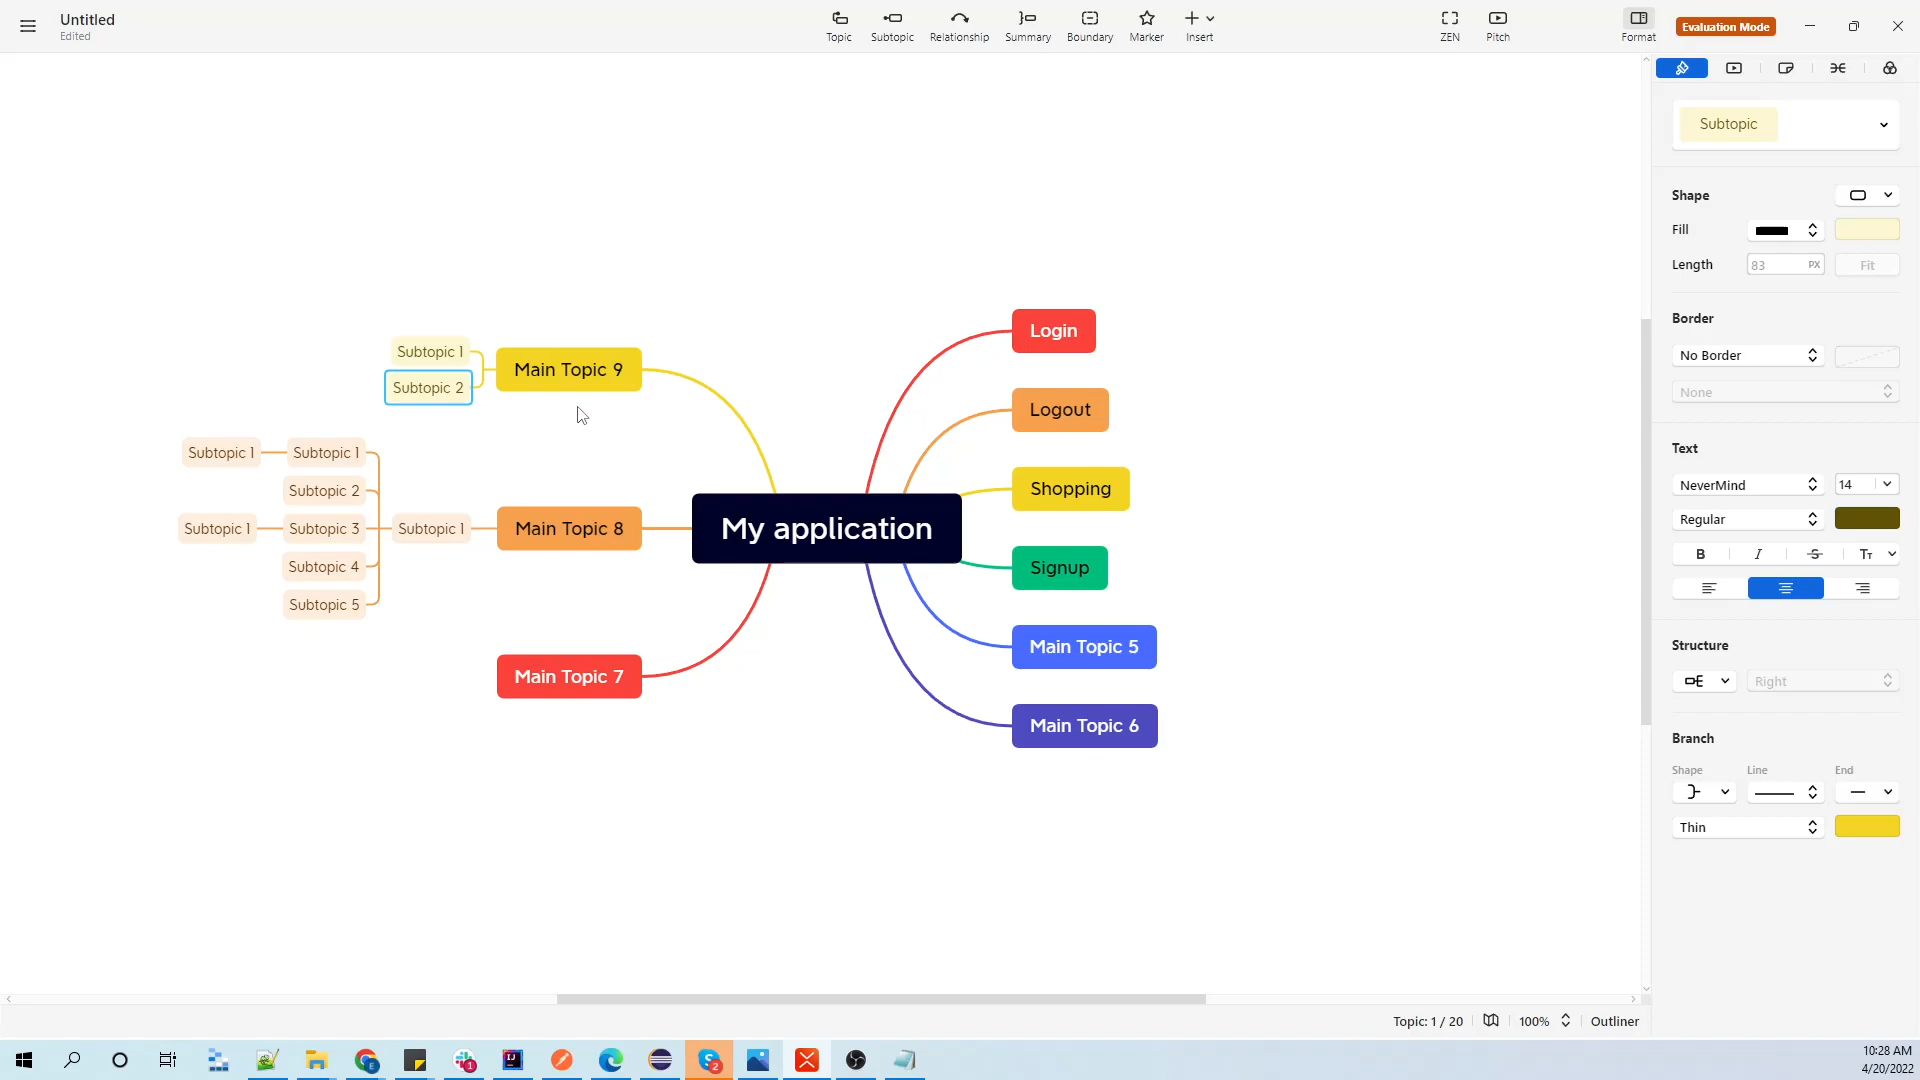 Untitled
Edited
Topic
Subtopic
Relationship
Summary
Boundary
Marker
Insert
ZEN
Pitch
Format
Evaluation Mode
Subtopic
Shape
Fill
Length
83
PX
Fit
Border
No Border
None
Text
NeverMind
14
Regular
B
I
S
TT
Structure
Right
Branch
Shape
Line
End
Thin
Subtopic 1
Subtopic 2
Main Topic 9
Subtopic 1
Subtopic 1
Subtopic 2
Subtopic 1
Subtopic 3
Subtopic 1
Subtopic 4
Subtopic 5
Main Topic 8
Main Topic 7
My application
Login
Logout
Shopping
Signup
Main Topic 5
Main Topic 6
Topic: 1 / 20
100%
Outliner
10:28 AM
4/20/2022